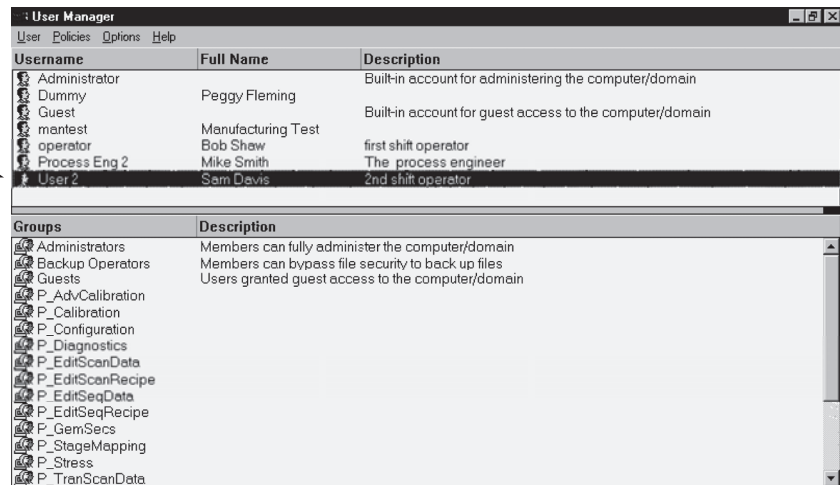 User Manager
User Policies Options Help
Username Full Name Description
Administrator Built-in account for administering the computer/domain
Dummy Peggy Fleming
Guest Built-in account for guest access to the computer/domain
mantest Manufacturing Test
operator Bob Shaw first shift operator
Process Eng 2 Mike Smith The process engineer
User 2 Sam Davis 2nd shift operator
Groups Description
Administrators Members can fully administer the computer/domain
Backup Operators Members can bypass file security to back up files
Guests Users granted guest access to the computer/domain
P_AdvCalibration
P_Calibration
P_Configuration
P_Diagnostics
P_EditScanData
P_EditScanRecipe
P_EditSeqData
P_EditSeqRecipe
P_GemSecs
P_StageMapping
P_Stress
P_TranScanData